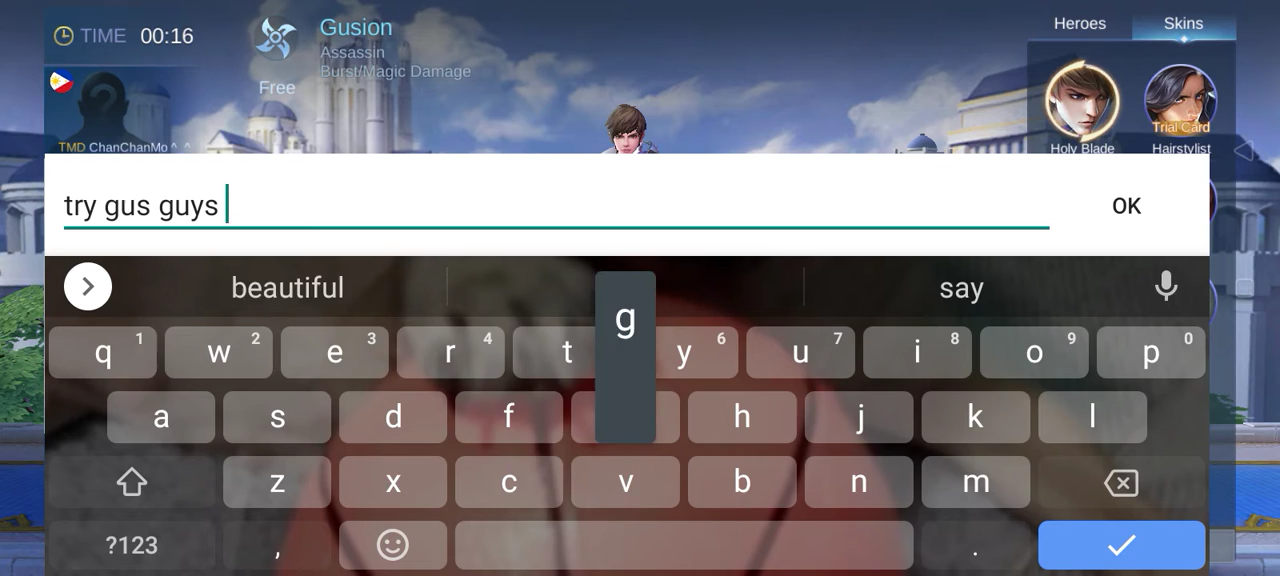 TIME 00:16
Gusion
Assassin
Burst/Magic Damage
Free
Heroes Skins
Trial Card
TMD ChanChanMo ^ ^
Holy Blade Hairstylist
try gus guys
OK
beautiful say
g
q 1 w 2 e 3 r 4 t y 6 u 7 i 8 o 9 p 0
a s d f h j k l
z x c v b n m
?123 , .